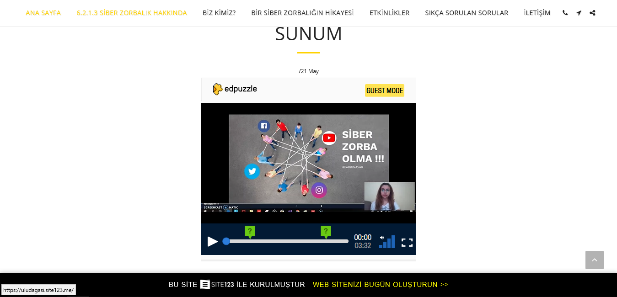 ANA SAYFA 5.2.1.3 SİBER ZORBALIK HAKKINDA BİZ KİMİZ? BİR SİBER ZORBALIĞIN HİKAYESİ ETKİNLİKLER SIKÇA SORULAN SORULAR İLETİŞİM
SUNUM
/21 May
edpuzzle GUEST MODE
SİBER
ZORBA
OLMA !!!
? ?
00:00
03:32
BU SİTE SITE123 İLE KURULMUŞTUR WEB SİTENİZİ BUGÜN OLUŞTURUN >>
https://uludagasi.site123.me/